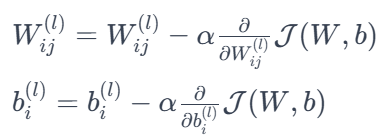 $W_{ij}^{(l)} = W_{ij}^{(l)} - \alpha \frac{\partial}{\partial W_{ij}^{(l)}} \mathcal{J}(W, b)$
$b_i^{(l)} = b_i^{(l)} - \alpha \frac{\partial}{\partial b_i^{(l)}} \mathcal{J}(W, b)$